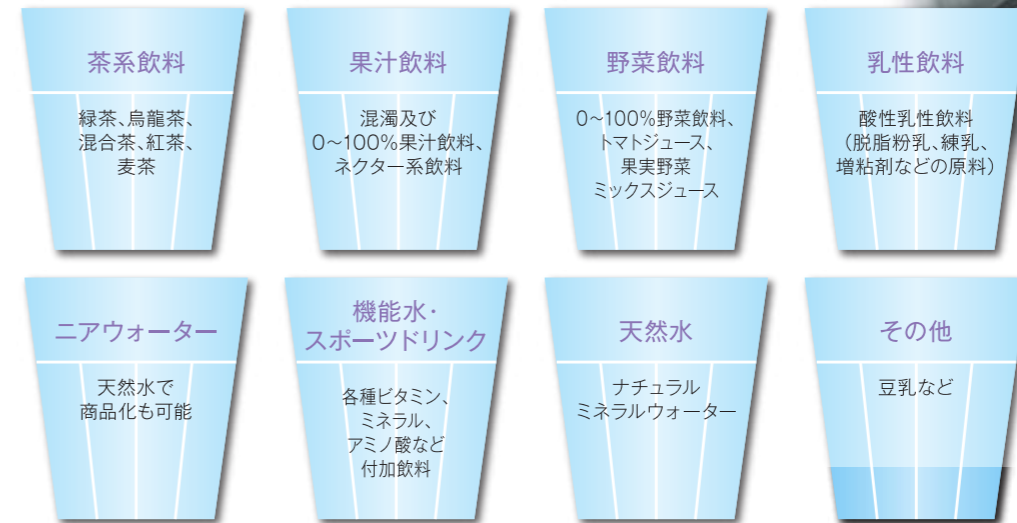 茶系飲料
緑茶、烏龍茶、
混合茶、紅茶、
麦茶
果汁飲料
混濁及び
0〜100%果汁飲料、
ネクター系飲料
野菜飲料
0〜100%野菜飲料、
トマトジュース、
果実野菜
ミックスジュース
乳性飲料
酸性乳性飲料
（脱脂粉乳、練乳、
増粘剤などの原料）
ニアウォーター
天然水で
商品化も可能
機能水・
スポーツドリンク
各種ビタミン、
ミネラル、
アミノ酸など
付加飲料
天然水
ナチュラル
ミネラルウォーター
その他
豆乳など